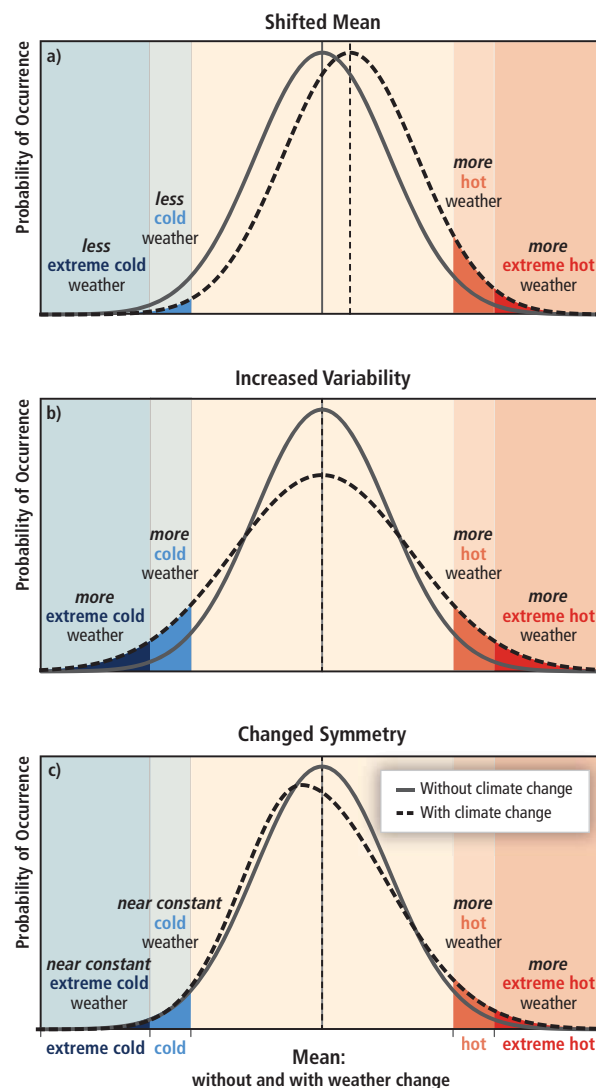 Shifted Mean
a)
Probability of Occurrence
less
extreme cold
weather
less
cold
weather
more
hot
weather
more
extreme hot
weather
Increased Variability
b)
Probability of Occurrence
more
extreme cold
weather
more
cold
weather
more
hot
weather
more
extreme hot
weather
Changed Symmetry
c)
Probability of Occurrence
Without climate change
With climate change
near constant
extreme cold
weather
near constant
cold
weather
more
hot
weather
more
extreme hot
weather
extreme cold
cold
Mean:
without and with weather change
hot
extreme hot